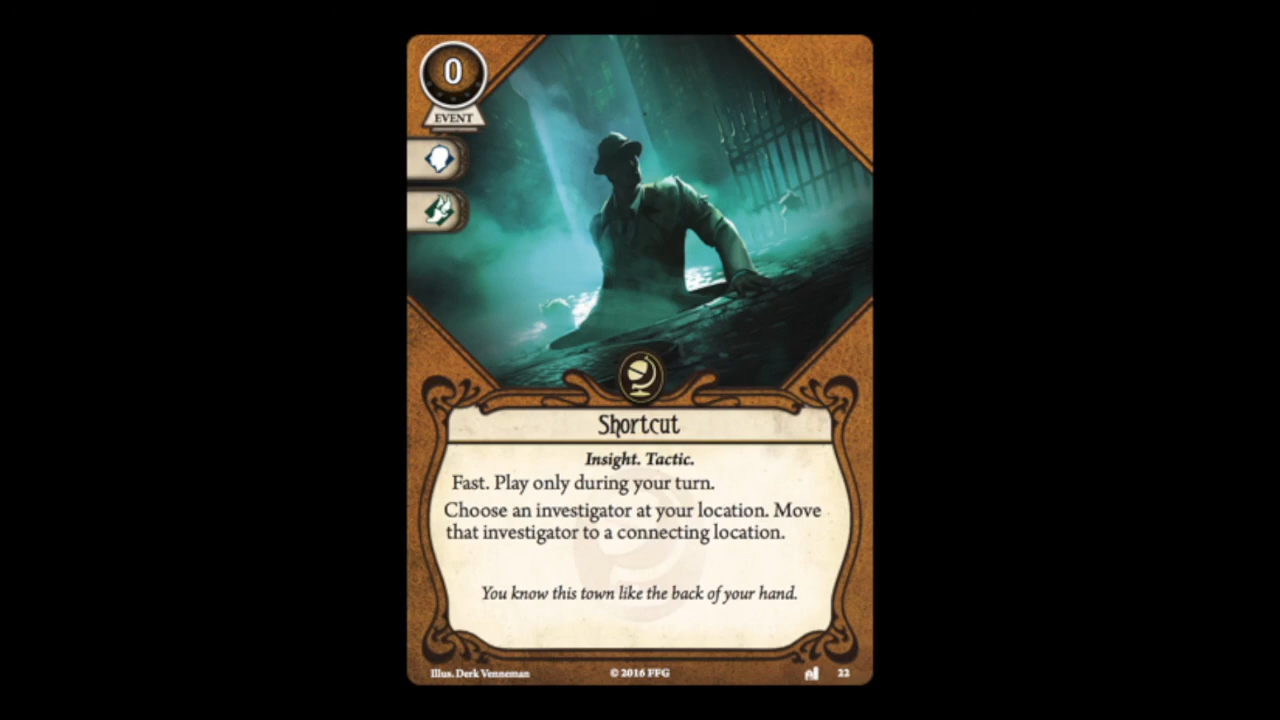 0
EVENT
Shortcut
Insight. Tactic.
Fast. Play only during your turn.
Choose an investigator at your location. Move
that investigator to a connecting location.
You know this town like the back of your hand.
Illus. Derk Venneman © 2016 FFG 22